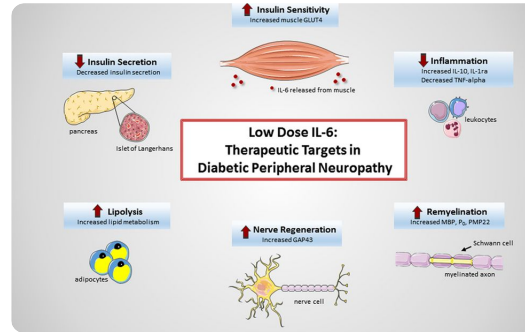 Insulin Sensitivity
Increased muscle GLUT4
IL-6 released from muscle
Insulin Secretion
Decreased insulin secretion
pancreas
Islet of Langerhans
Inflammation
Increased IL-10, IL-1ra
Decreased TNF-alpha
leukocytes
Low Dose IL-6:
Therapeutic Targets in
Diabetic Peripheral Neuropathy
Lipolysis
Increased lipid metabolism
adipocytes
Nerve Regeneration
Increased GAP43
nerve cell
Remyelination
Increased MBP, P₀, PMP22
Schwann cell
myelinated axon